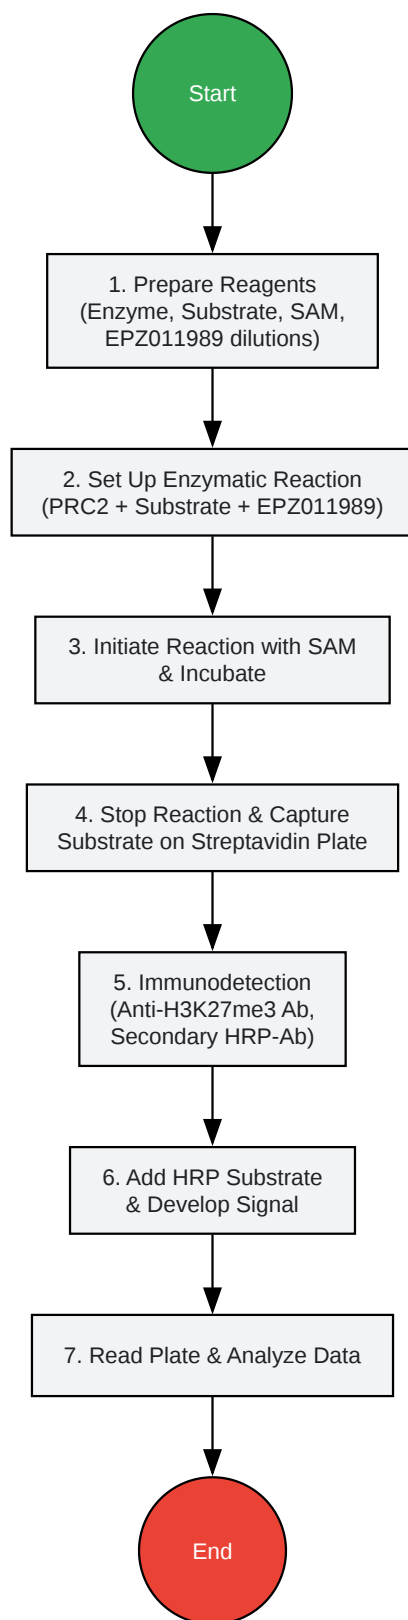 Start
1. Prepare Reagents
(Enzyme, Substrate, SAM,
EPZ011989 dilutions)
2. Set Up Enzymatic Reaction
(PRC2 + Substrate + EPZ011989)
3. Initiate Reaction with SAM
& Incubate
4. Stop Reaction & Capture
Substrate on Streptavidin Plate
5. Immunodetection
(Anti-H3K27me3 Ab,
Secondary HRP-Ab)
6. Add HRP Substrate
& Develop Signal
7. Read Plate & Analyze Data
End